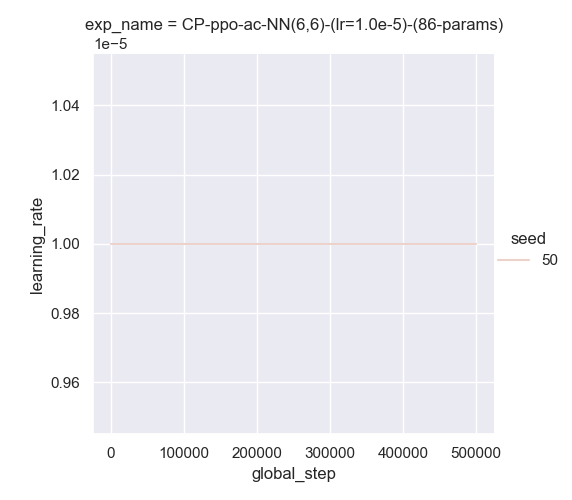 exp_name = CP-ppo-ac-NN(6,6)-(lr=1.0e-5)-(86-params)
1e−5
1.04
1.02
1.00
0.98
0.96
learning_rate
seed
50
0 100000 200000 300000 400000 500000
global_step